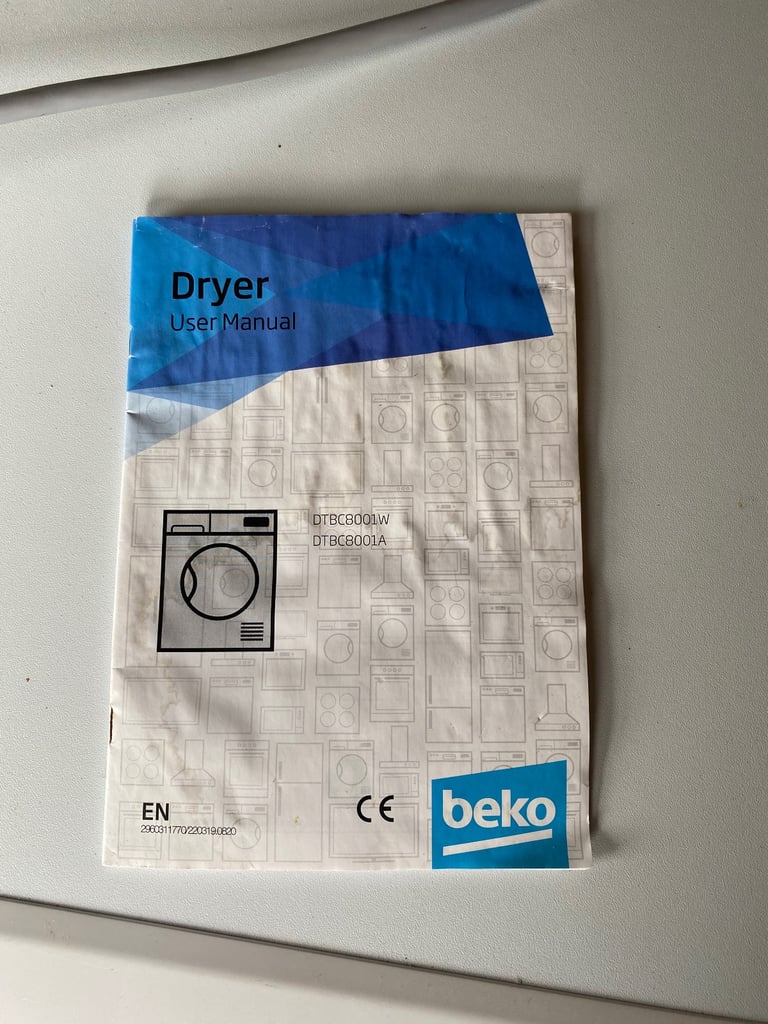 Dryer
User Manual
DTBC8001W
DTBC8001A
EN
2960311770/220319.0820
CE
beko